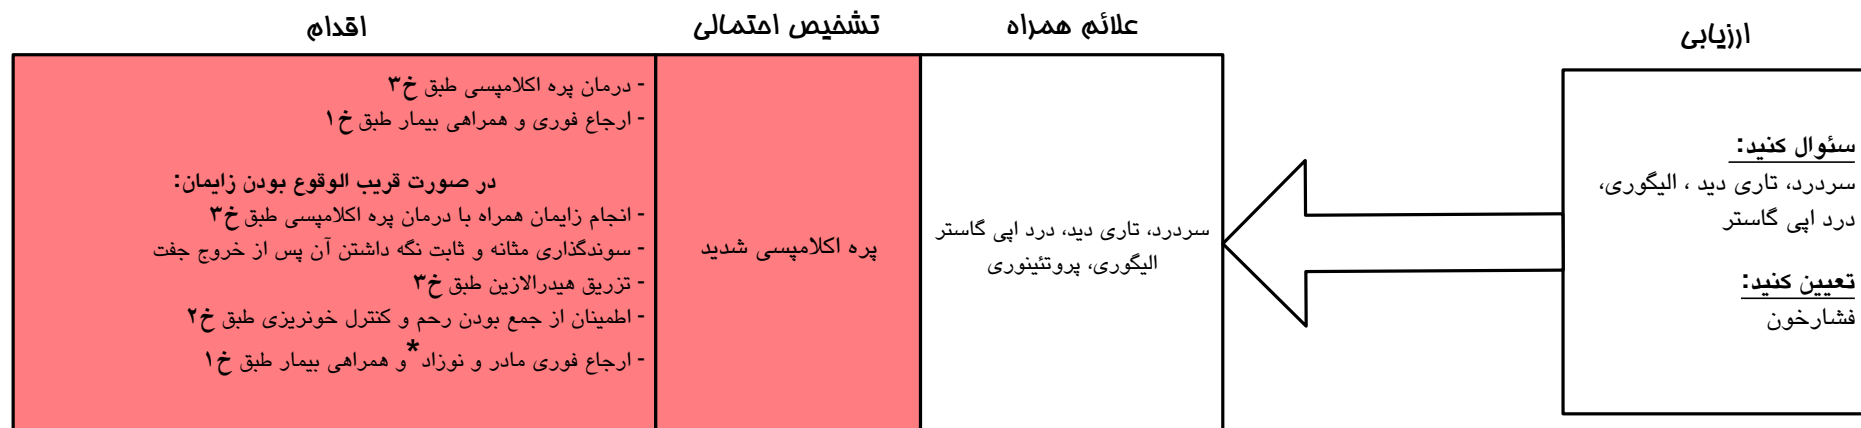 ارزیابی
سئوال کنید:
سردرد، تاری دید ، الیگوری،
درد اپی گاستر
تعیین کنید:
فشارخون
علائم همراه
سردرد، تاری دید، درد اپی گاستر
الیگوری، پروتئینوری
تشخیص احتمالی
پره اکلامپسی شدید
اقدام
- درمان پره اکلامپسی طبق خ۳
- ارجاع فوری و همراهی بیمار طبق خ۱
در صورت قریب الوقوع بودن زایمان:
- انجام زایمان همراه با درمان پره اکلامپسی طبق خ۳
- سوندگذاری مثانه و ثابت نگه داشتن آن پس از خروج جفت
- تزریق هیدرالازین طبق خ۳
- اطمینان از جمع بودن رحم و کنترل خونریزی طبق خ۲
- ارجاع فوری مادر و نوزاد* و همراهی بیمار طبق خ۱